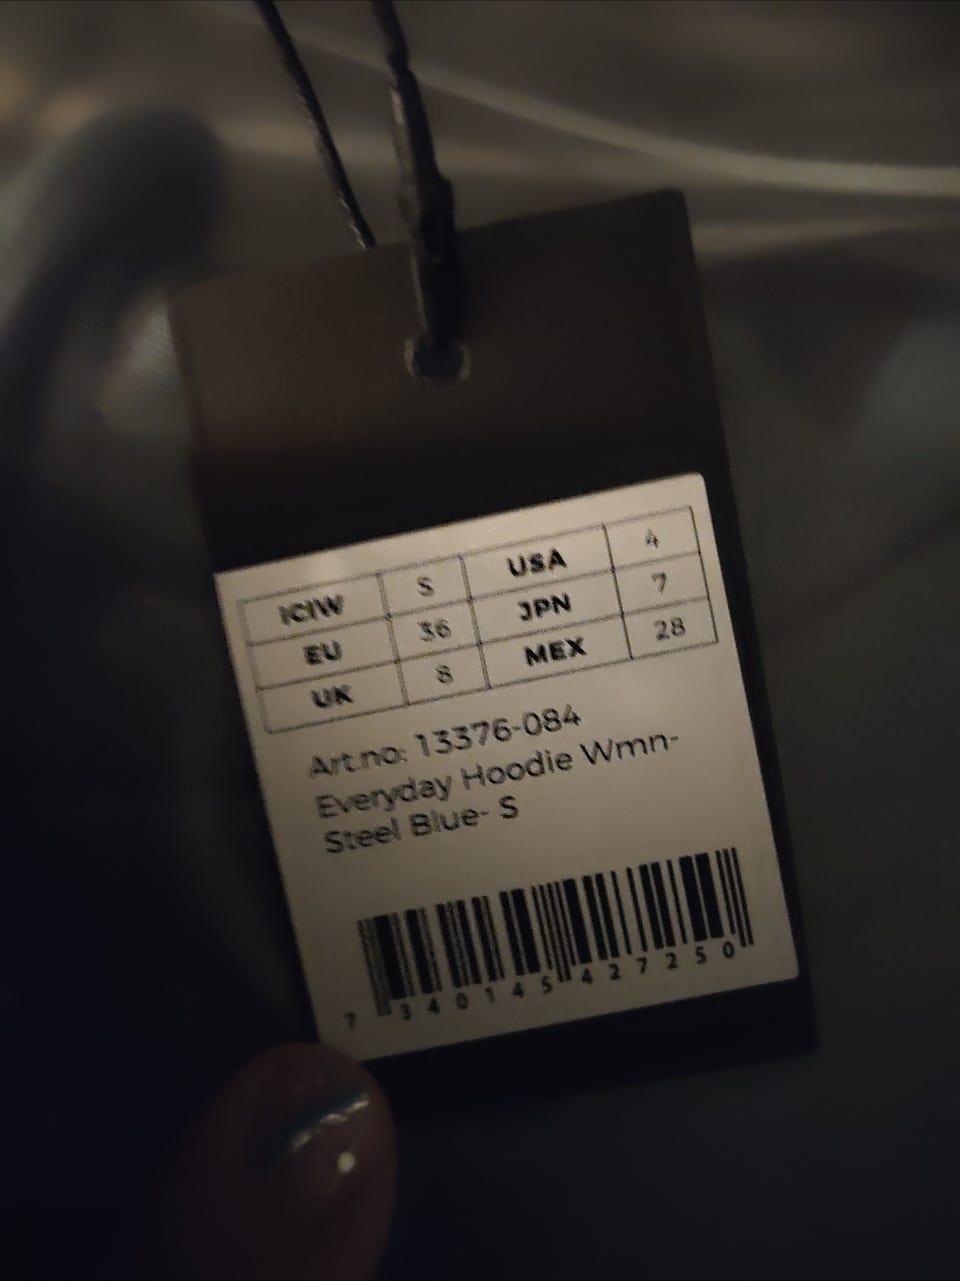 ICIW S USA 4
EU 36 JPN 7
UK 8 MEX 28
Art.no: 13376-084
Everyday Hoodie Wmn-
Steel Blue- S
7 340145 427250